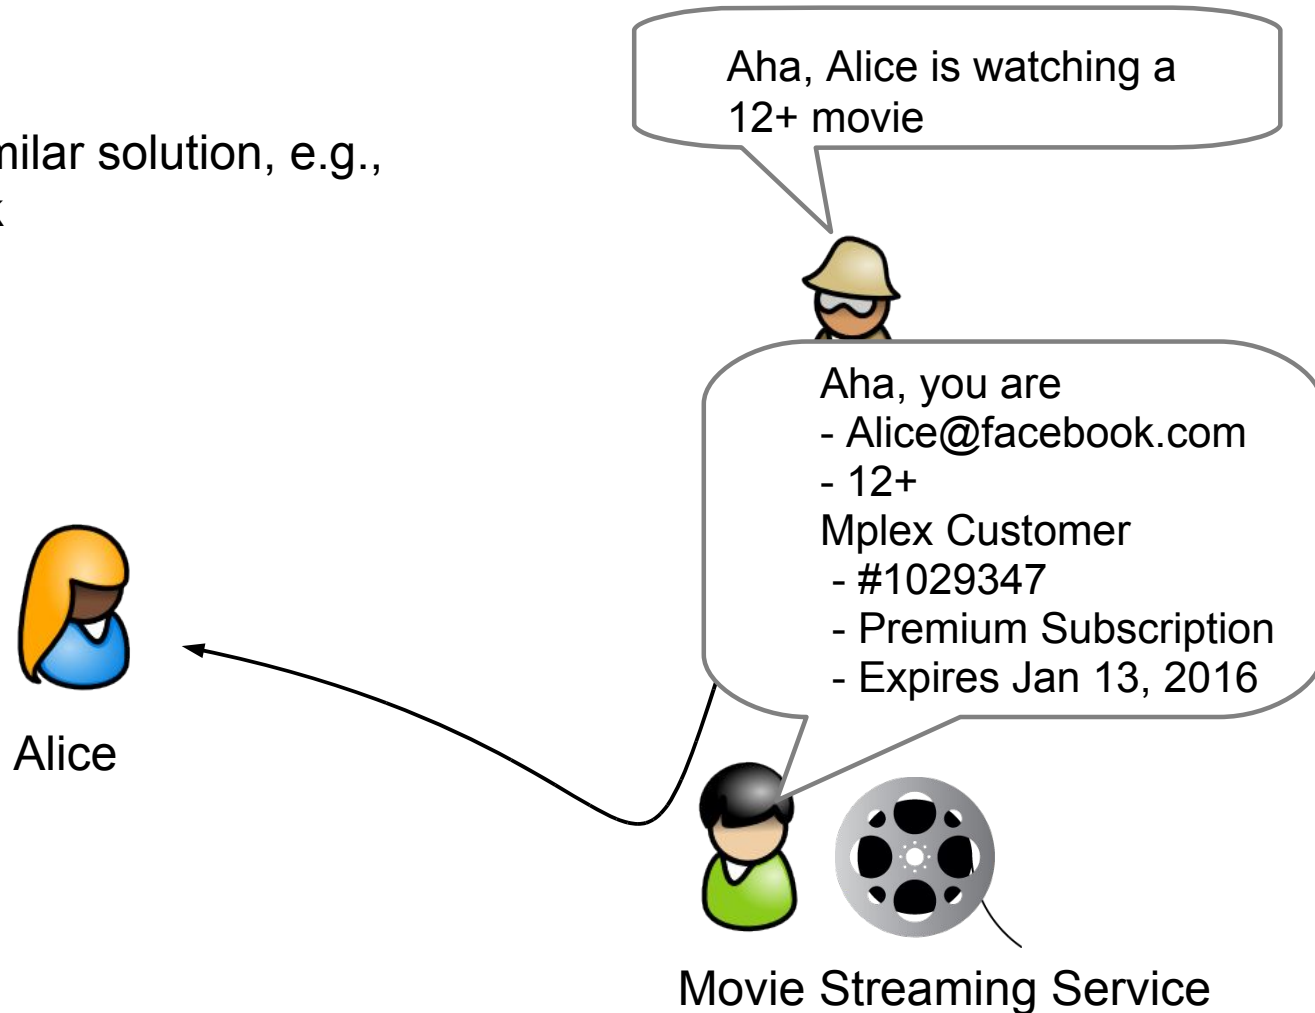 Aha, Alice is watching a
12+ movie
solution, e.g.,
Aha, you are
- Alice@facebook.com
- 12+
Mplex Customer
- #1029347
- Premium Subscription
- Expires Jan 13, 2016
Alice
Movie Streaming Service